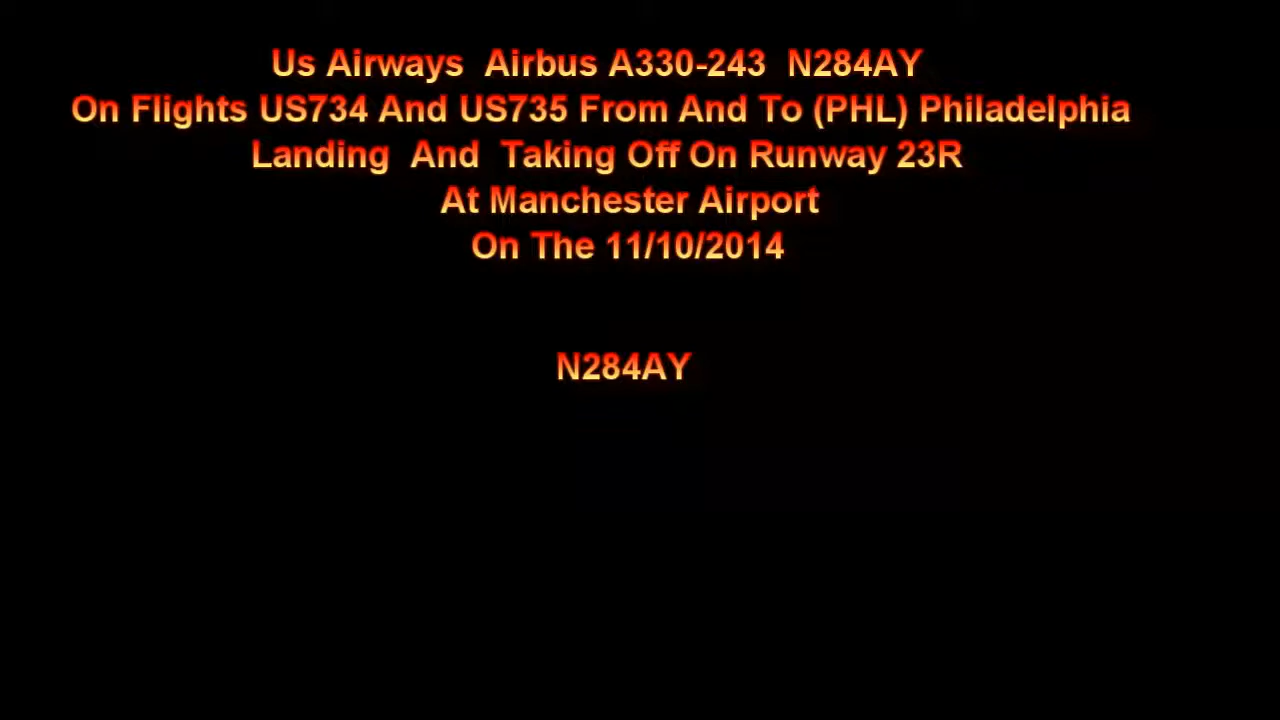 Us Airways Airbus A330-243 N284AY
On Flights US734 And US735 From And To (PHL) Philadelphia
Landing And Taking Off On Runway 23R
At Manchester Airport
On The 11/10/2014
N284AY